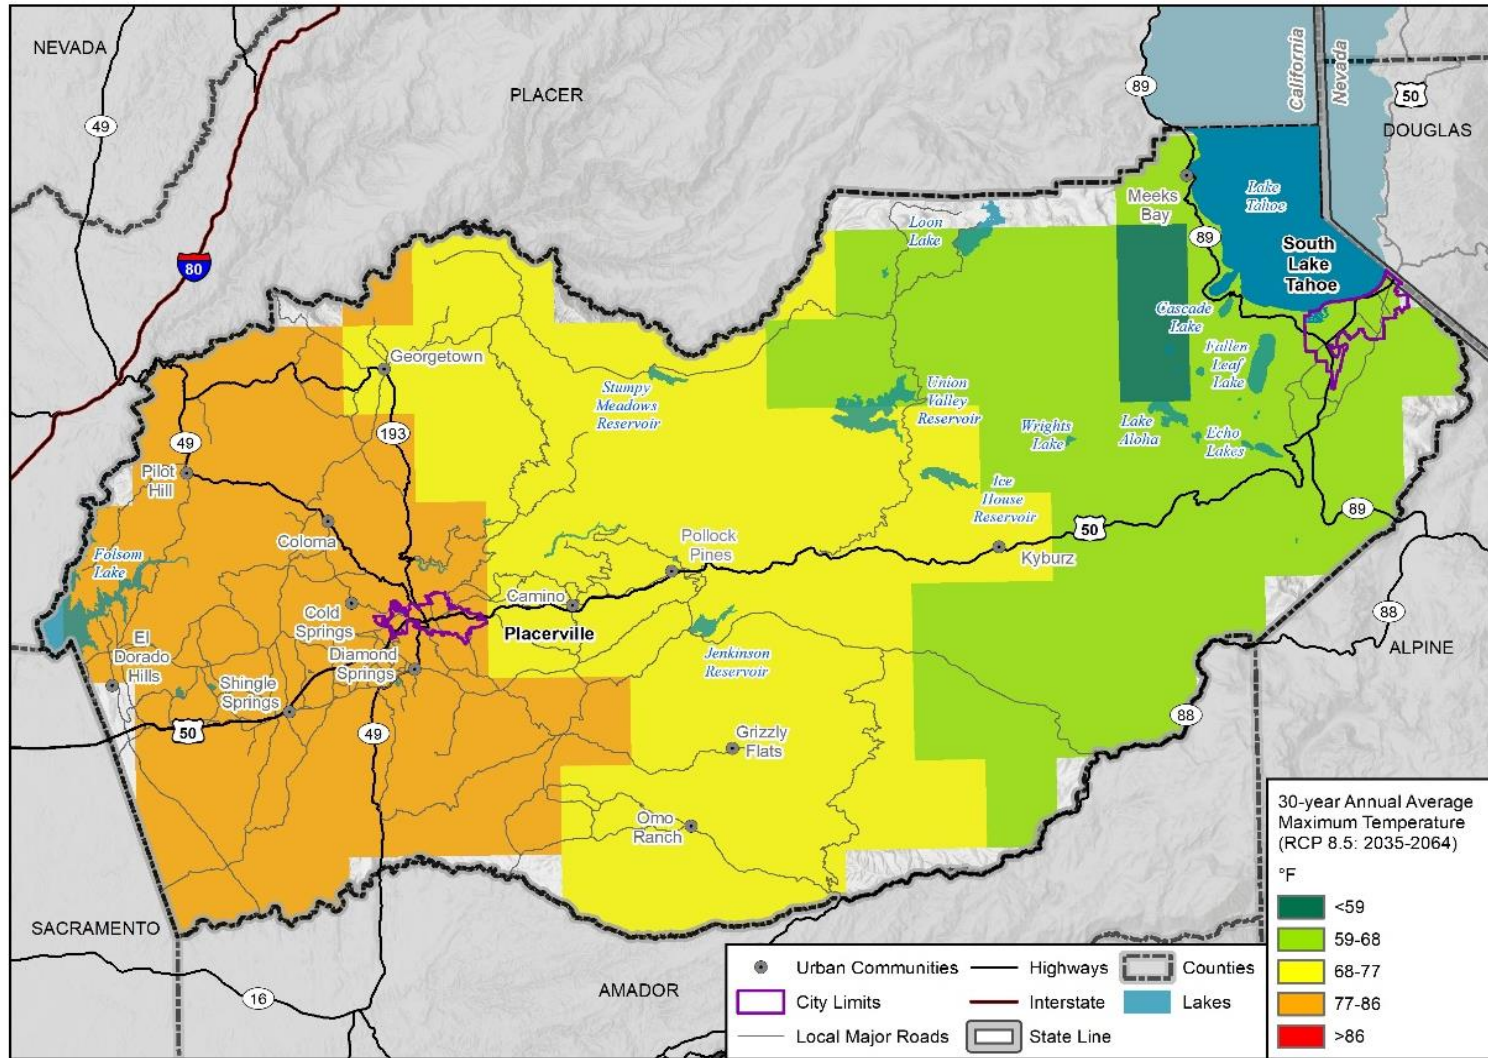 NEVADA
PLACER
89
California
Nevada
50
DOUGLAS
49
Meeks
Bay
Lake
Tahoe
Loon
Lake
89
South
Lake
Tahoe
80
Cascade
Lake
Georgetown
Stumpy
Meadows
Reservoir
Union
Valley
Reservoir
Fallen
Leaf
Lake
49
193
Wrights
Lake
Lake
Aloha
Echo
Lakes
Pilot
Hill
Ice
House
Reservoir
89
50
Coloma
Pollock
Pines
Kyburz
Folsom
Lake
Camino
Cold
Springs
Placerville
88
El
Dorado
Hills
Diamond
Springs
Jenkinson
Reservoir
ALPINE
Shingle
Springs
50
49
88
Grizzly
Flats
Omo
Ranch
SACRAMENTO
AMADOR
16
30-year Annual Average
Maximum Temperature
(RCP 8.5: 2035-2064)
°F
<59
59-68
68-77
77-86
>86
Urban Communities
Highways
Counties
City Limits
Interstate
Lakes
Local Major Roads
State Line